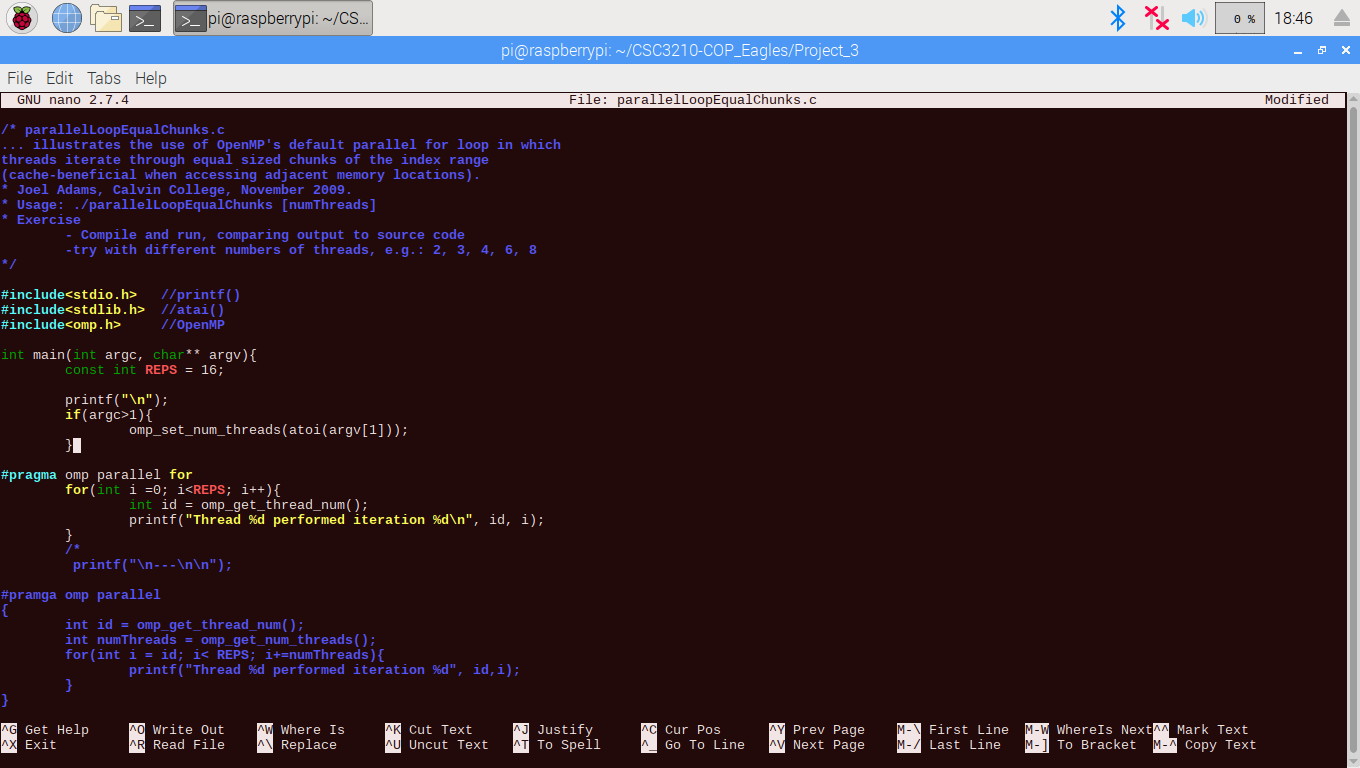 pi@raspberrypi: ~/CS...
0 %
18:46
pi@raspberrypi: ~/CSC3210-COP_Eagles/Project_3
File Edit Tabs Help
GNU nano 2.7.4 File: parallelLoopEqualChunks.c Modified
/* parallelLoopEqualChunks.c
... illustrates the use of OpenMP's default parallel for loop in which
threads iterate through equal sized chunks of the index range
(cache-beneficial when accessing adjacent memory locations).
* Joel Adams, Calvin College, November 2009.
* Usage: ./parallelLoopEqualChunks [numThreads]
* Exercise
- Compile and run, comparing output to source code
-try with different numbers of threads, e.g.: 2, 3, 4, 6, 8
*/
#include<stdio.h> //printf()
#include<stdlib.h> //atai()
#include<omp.h> //OpenMP
int main(int argc, char** argv){
const int REPS = 16;
printf("\n");
if(argc>1){
omp_set_num_threads(atoi(argv[1]));
}
#pragma omp parallel for
for(int i =0; i<REPS; i++){
int id = omp_get_thread_num();
printf("Thread %d performed iteration %d\n", id, i);
}
/*
printf("\n---\n\n");
#pramga omp parallel
{
int id = omp_get_thread_num();
int numThreads = omp_get_num_threads();
for(int i = id; i< REPS; i+=numThreads){
printf("Thread %d performed iteration %d", id,i);
}
}
^G Get Help ^O Write Out ^W Where Is ^K Cut Text ^J Justify ^C Cur Pos ^Y Prev Page M-\ First Line M-W WhereIs Next ^^ Mark Text
^X Exit ^R Read File ^\ Replace ^U Uncut Text ^T To Spell ^_ Go To Line ^V Next Page M-/ Last Line M-] To Bracket M-^ Copy Text